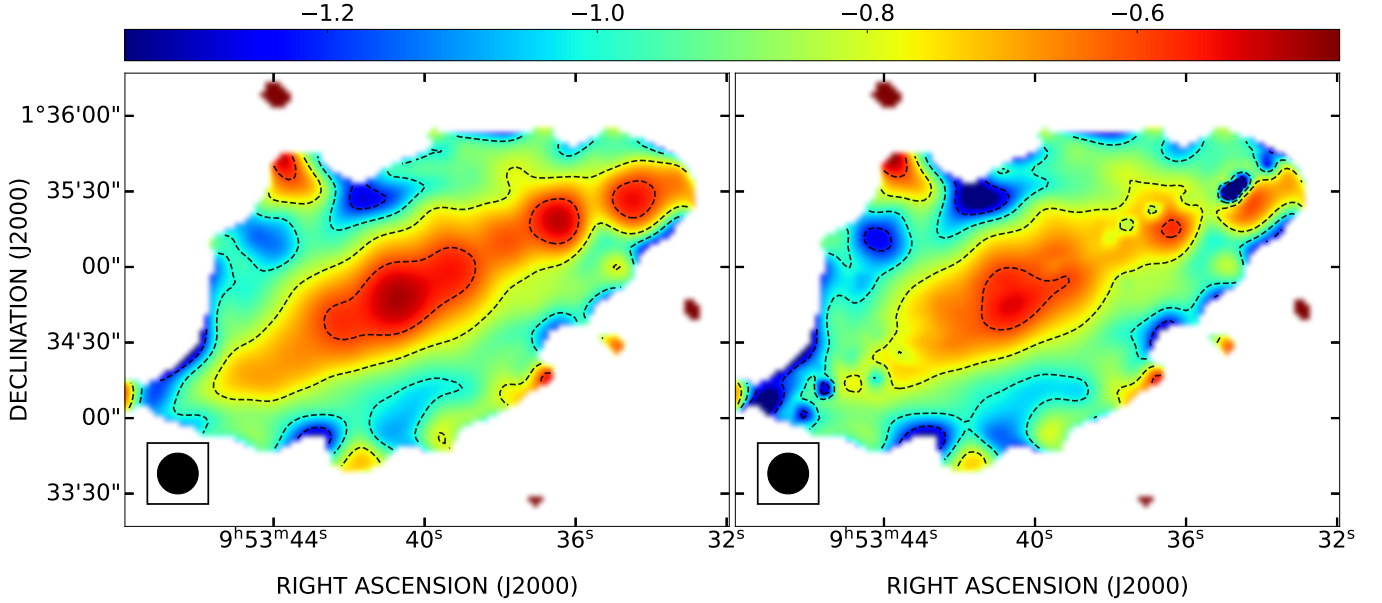 −1.2 −1.0 −0.8 −0.6
1°36'00"
35'30"
00"
34'30"
00"
33'30"
DECLINATION (J2000)
9ʰ53ᵐ44ˢ 40ˢ 36ˢ 32ˢ 9ʰ53ᵐ44ˢ 40ˢ 36ˢ 32ˢ
RIGHT ASCENSION (J2000) RIGHT ASCENSION (J2000)